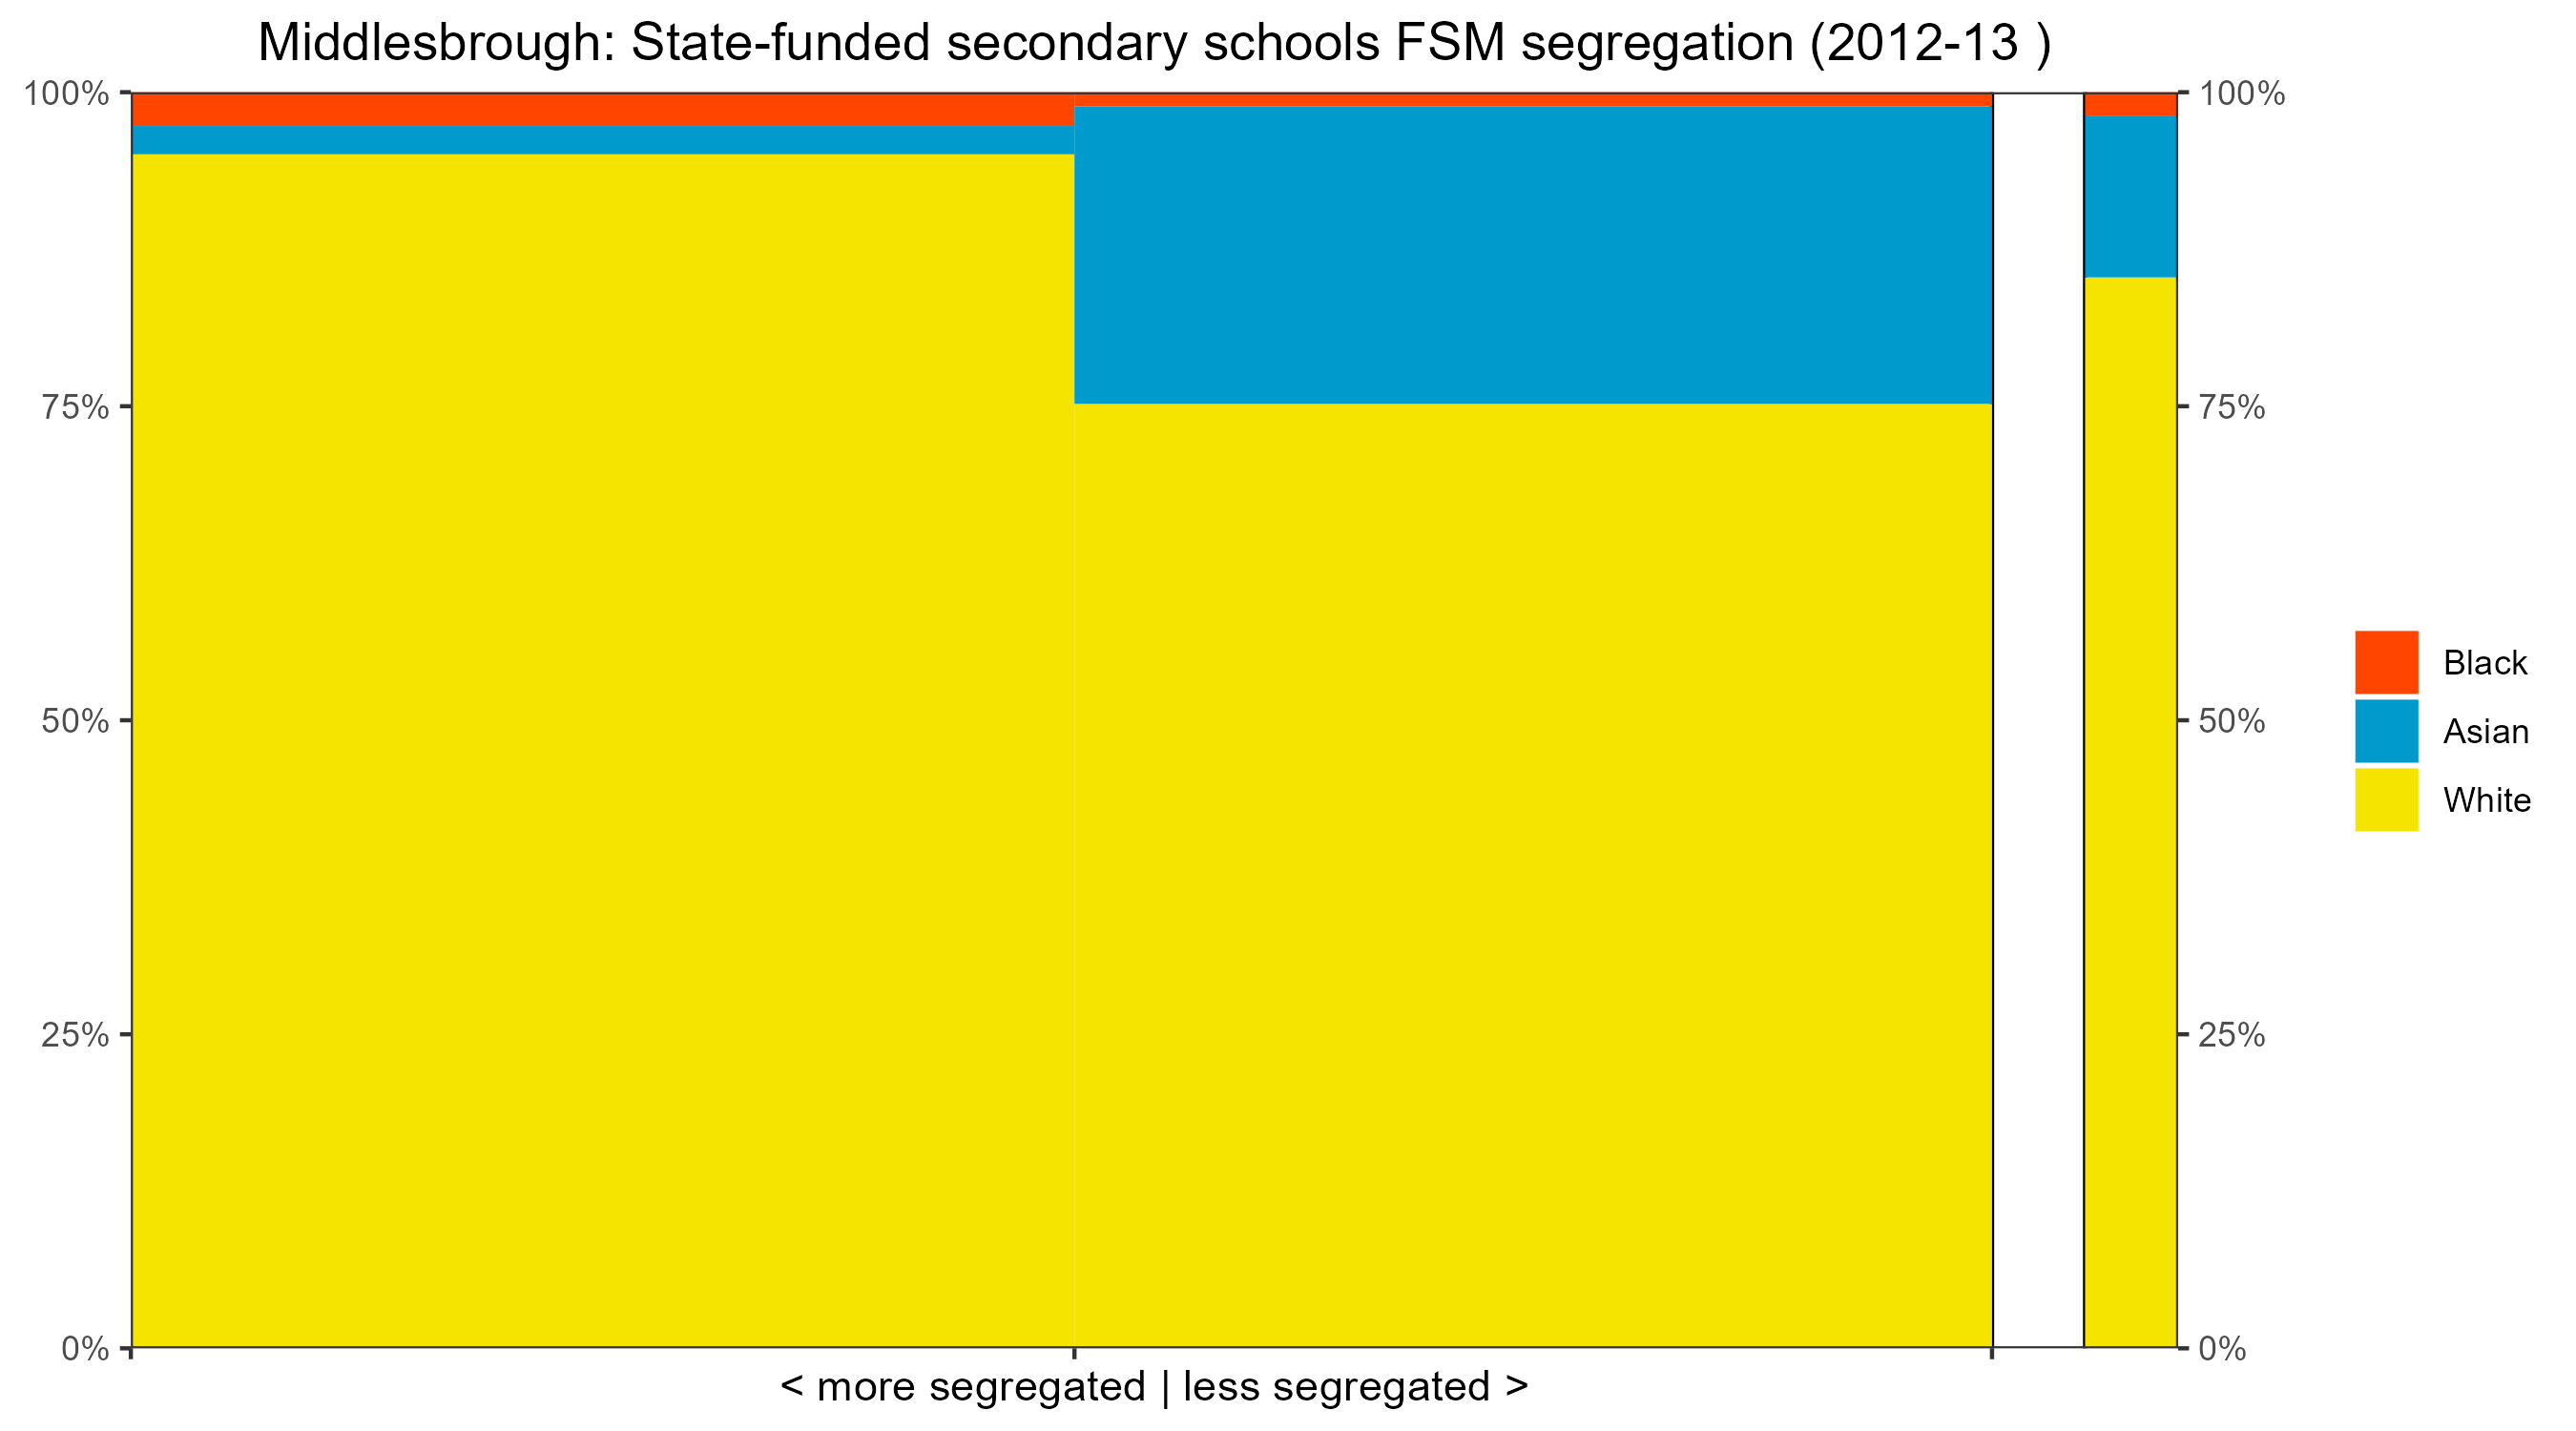 Middlesbrough: State-funded secondary schools FSM segregation (2012-13 )
100%
75%
50%
25%
0%
100%
75%
50%
25%
0%
Black
Asian
White
< more segregated | less segregated >